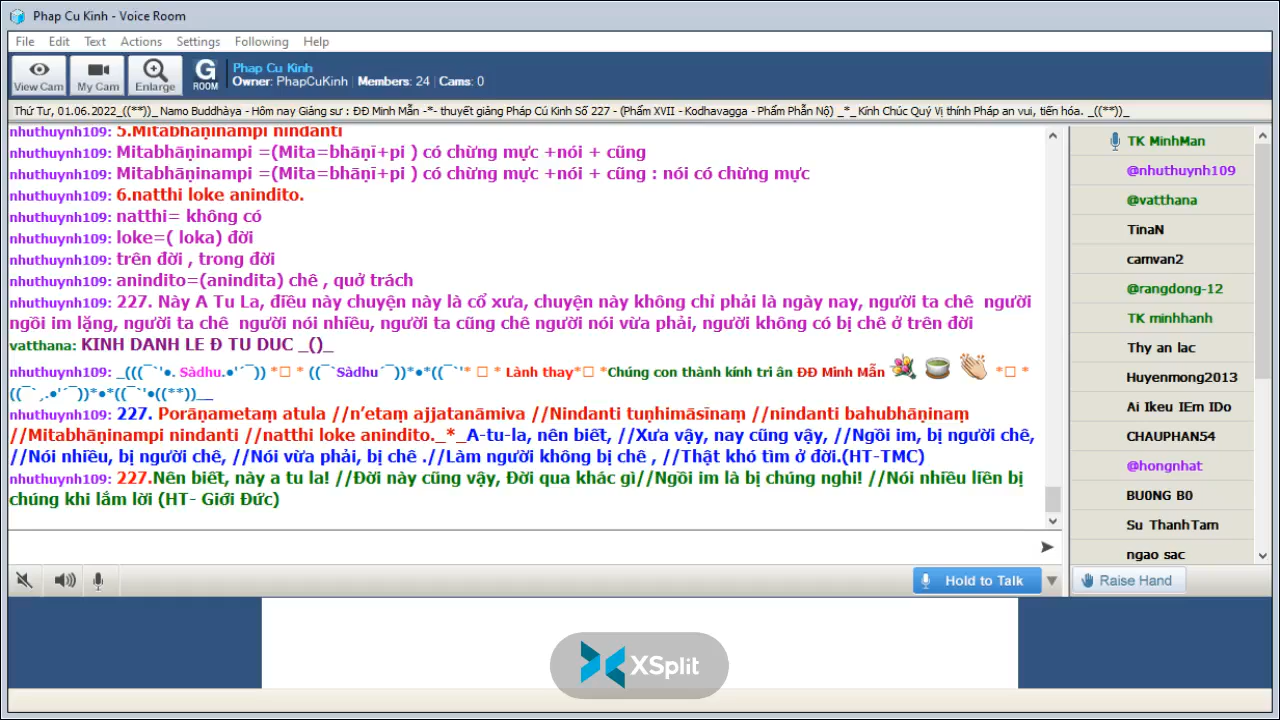 Phap Cu Kinh - Voice Room
File Edit Text Actions Settings Following Help
View Cam My Cam Enlarge G ROOM
Phap Cu Kinh
Owner: PhapCuKinh | Members: 24 | Cams: 0
Thứ Tư, 01.06.2022_((**))_ Namo Buddhàya - Hôm nay Giảng sư : ĐĐ Minh Mẫn -*- thuyết giảng Pháp Cú Kinh Số 227 - (Phẩm XVII - Kodhavagga - Phẩm Phẫn Nộ) _*_ Kính Chúc Quý Vị thính Pháp an vui, tiến hóa. _((**))_
nhuthuynh109: 5.Mitabhāṇinampi nindanti
nhuthuynh109: Mitabhāṇinampi =(Mita=bhāṇī+pi ) có chừng mực +nói + cũng
nhuthuynh109: Mitabhāṇinampi =(Mita=bhāṇī+pi ) có chừng mực +nói + cũng : nói có chừng mực
nhuthuynh109: 6.natthi loke anindito.
nhuthuynh109: natthi= không có
nhuthuynh109: loke=( loka) đời
nhuthuynh109: trên đời , trong đời
nhuthuynh109: anindito=(anindita) chê , quở trách
nhuthuynh109: 227. Này A Tu La, điều này chuyện này là cổ xưa, chuyện này không chỉ phải là ngày nay, người ta chê người
ngồi im lặng, người ta chê người nói nhiều, người ta cũng chê người nói vừa phải, người không có bị chê ở trên đời
vatthana: KINH DANH LE Đ TU DUC _()_
nhuthuynh109: _(((¯`'•. Sàdhu.•'´¯)) *□ * ((¯`Sàdhu´¯))*•*((¯`'* □ * Lành thay*□ *Chúng con thành kính tri ân ĐĐ Minh Mẫn *□ *
((¯`,.•'´¯))*•*((¯`'•((**))__
nhuthuynh109: 227. Porāṇametaṃ atula //n’etaṃ ajjatanāmiva //Nindanti tuṇhimāsīnaṃ //nindanti bahubhāṇinaṃ
//Mitabhāṇinampi nindanti //natthi loke anindito._*_A-tu-la, nên biết, //Xưa vậy, nay cũng vậy, //Ngồi im, bị người chê,
//Nói nhiều, bị người chê, //Nói vừa phải, bị chê .//Làm người không bị chê , //Thật khó tìm ở đời.(HT-TMC)
nhuthuynh109: 227.Nên biết, này a tu la! //Đời này cũng vậy, Đời qua khác gì//Ngồi im là bị chúng nghi! //Nói nhiều liền bị
chúng khi lắm lời (HT- Giới Đức)
TK MinhMan
@nhuthuynh109
@vatthana
TinaN
camvan2
@rangdong-12
TK minhhanh
Thy an lac
Huyenmong2013
Ai Ikeu IEm IDo
CHAUPHAN54
@hongnhat
BU0NG B0
Su ThanhTam
ngao sac
Hold to Talk
Raise Hand
XSplit